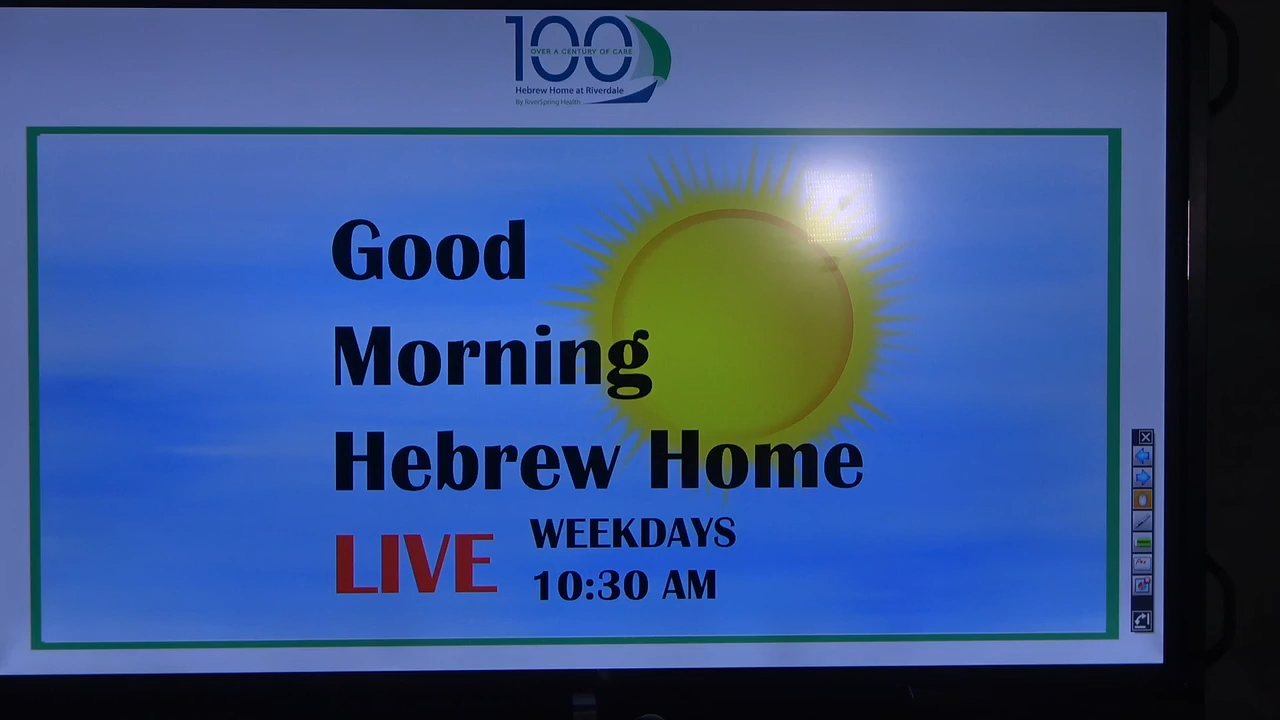 100
OVER A CENTURY OF CARE
Hebrew Home at Riverdale
By RiverSpring Health
Good
Morning
Hebrew Home
LIVE WEEKDAYS
10:30 AM